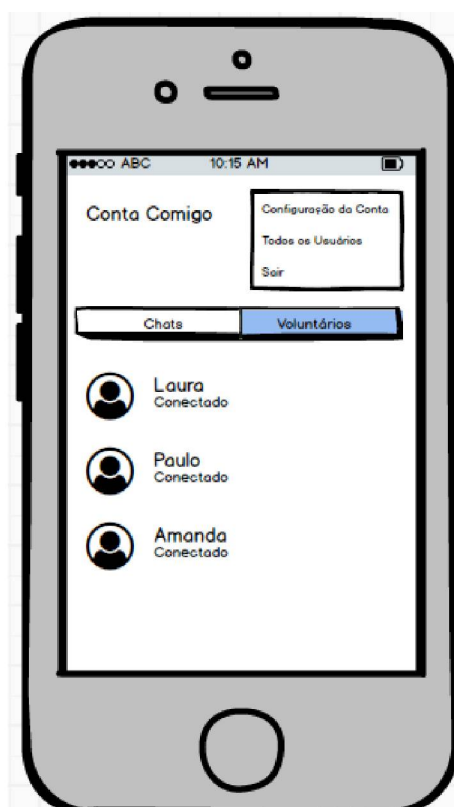 ABC 10:15 AM
Conta Comigo
Configuração da Conta
Todos os Usuários
Sair
Chats Voluntários
Laura
Conectado
Paulo
Conectado
Amanda
Conectado